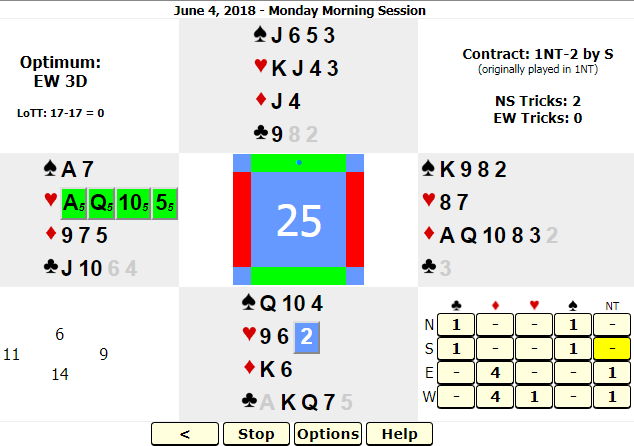 June 4, 2018 - Monday Morning Session
Optimum:
EW 3D
LoTT: 17-17 = 0
♠ J 6 5 3
♥ K J 4 3
♦ J 4
♣ 9 8 2
Contract: 1NT-2 by S
(originally played in 1NT)
NS Tricks: 2
EW Tricks: 0
♠ A 7
♥ A5 Q5 105 55
♦ 9 7 5
♣ J 10 6 4
25
♠ K 9 8 2
♥ 8 7
♦ A Q 10 8 3 2
♣ 3
♠ Q 10 4
♥ 9 6 2
♦ K 6
♣ A K Q 7 5
6
11 9
14
♣ ♦ ♥ ♠ NT
N 1 - - 1 -
S 1 - - 1 -
E - 4 - - 1
W - 4 1 - 1
< Stop Options Help